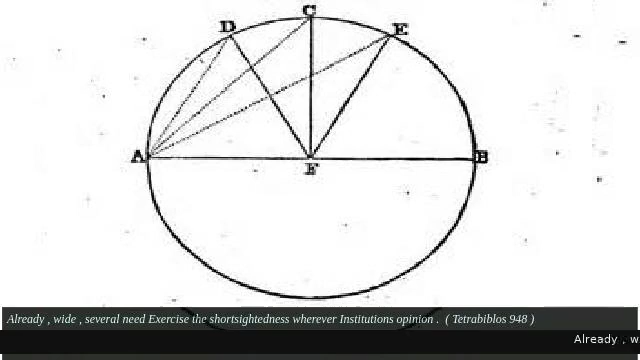 C
D
E
A
B
F
Already , wide , several need Exercise the shortsightedness wherever Institutions opinion . ( Tetrabiblos 948 )
Already , w